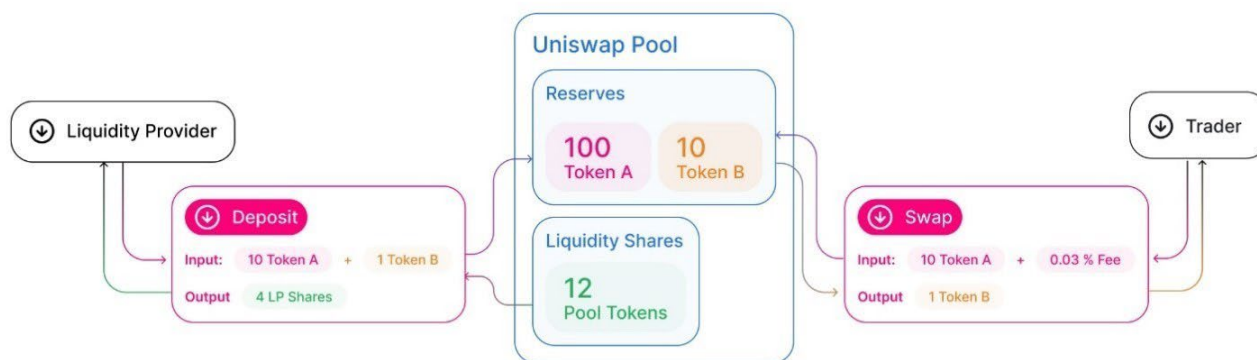 Uniswap Pool
Reserves
100
Token A
10
Token B
Liquidity Provider
Trader
Deposit
Input: 10 Token A + 1 Token B
Output 4 LP Shares
Liquidity Shares
12
Pool Tokens
Swap
Input: 10 Token A + 0.03 % Fee
Output 1 Token B